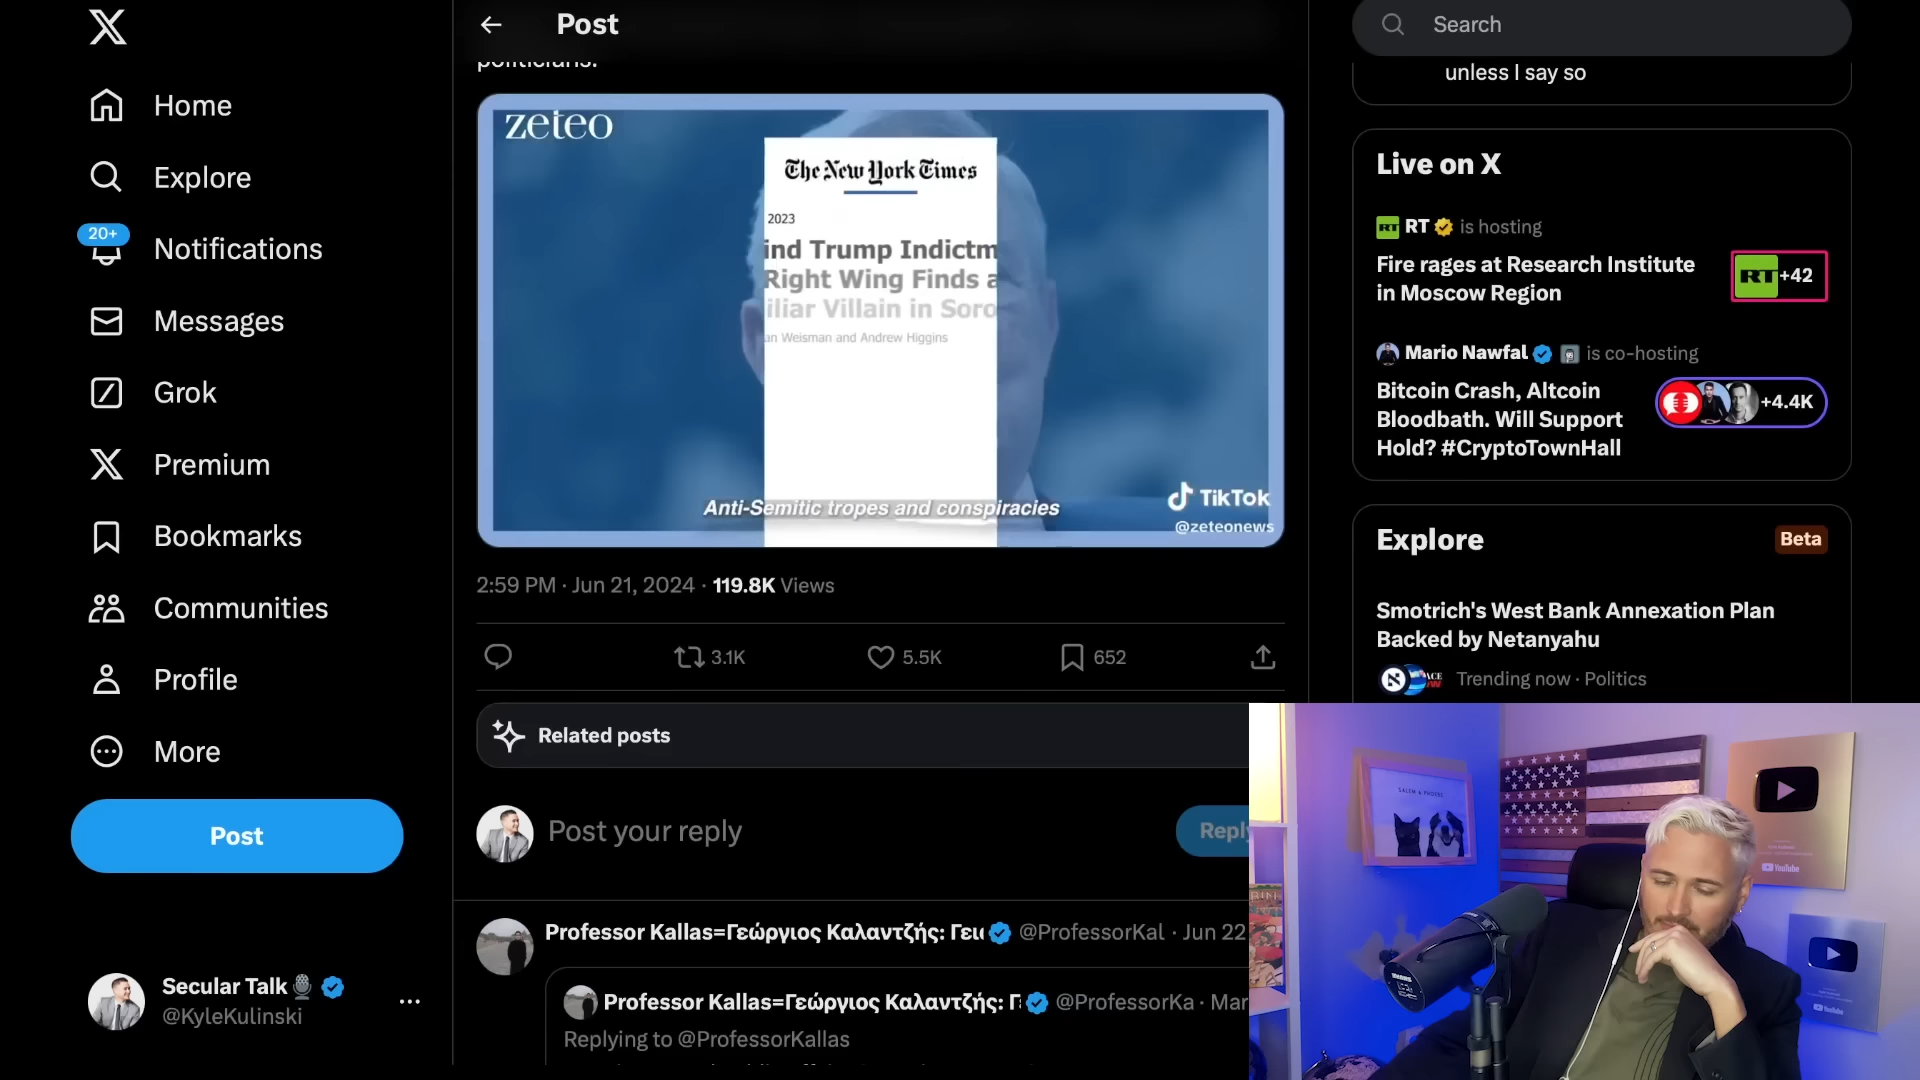 Home
Explore
20+
Notifications
Messages
Grok
Premium
Bookmarks
Communities
Profile
More
Post
Secular Talk
@KyleKulinski
Post
politicians.
zeteo
The New York Times
2023
ind Trump Indictm
Right Wing Finds a
iliar Villain in Soro
an Weisman and Andrew Higgins
Anti-Semitic tropes and conspiracies
TikTok
@zeteonews
2:59 PM · Jun 21, 2024 · 119.8K Views
3.1K
5.5K
652
Related posts
Post your reply
Reply
Professor Kallas=Γεώργιος Καλαντζής: Γει @ProfessorKal · Jun 22
Professor Kallas=Γεώργιος Καλαντζής: Γ @ProfessorKa · Mar
Replying to @ProfessorKallas
Search
unless I say so
Live on X
RT is hosting
Fire rages at Research Institute
in Moscow Region
RT +42
Mario Nawfal is co-hosting
Bitcoin Crash, Altcoin
Bloodbath. Will Support
Hold? #CryptoTownHall
+4.4K
Explore
Beta
Smotrich's West Bank Annexation Plan
Backed by Netanyahu
Trending now · Politics
SALEM & PHOEBE
YouTube
YouTube